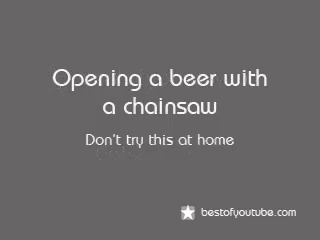 Opening a beer with
a chainsaw
Don't try this at home
bestofyoutube.com